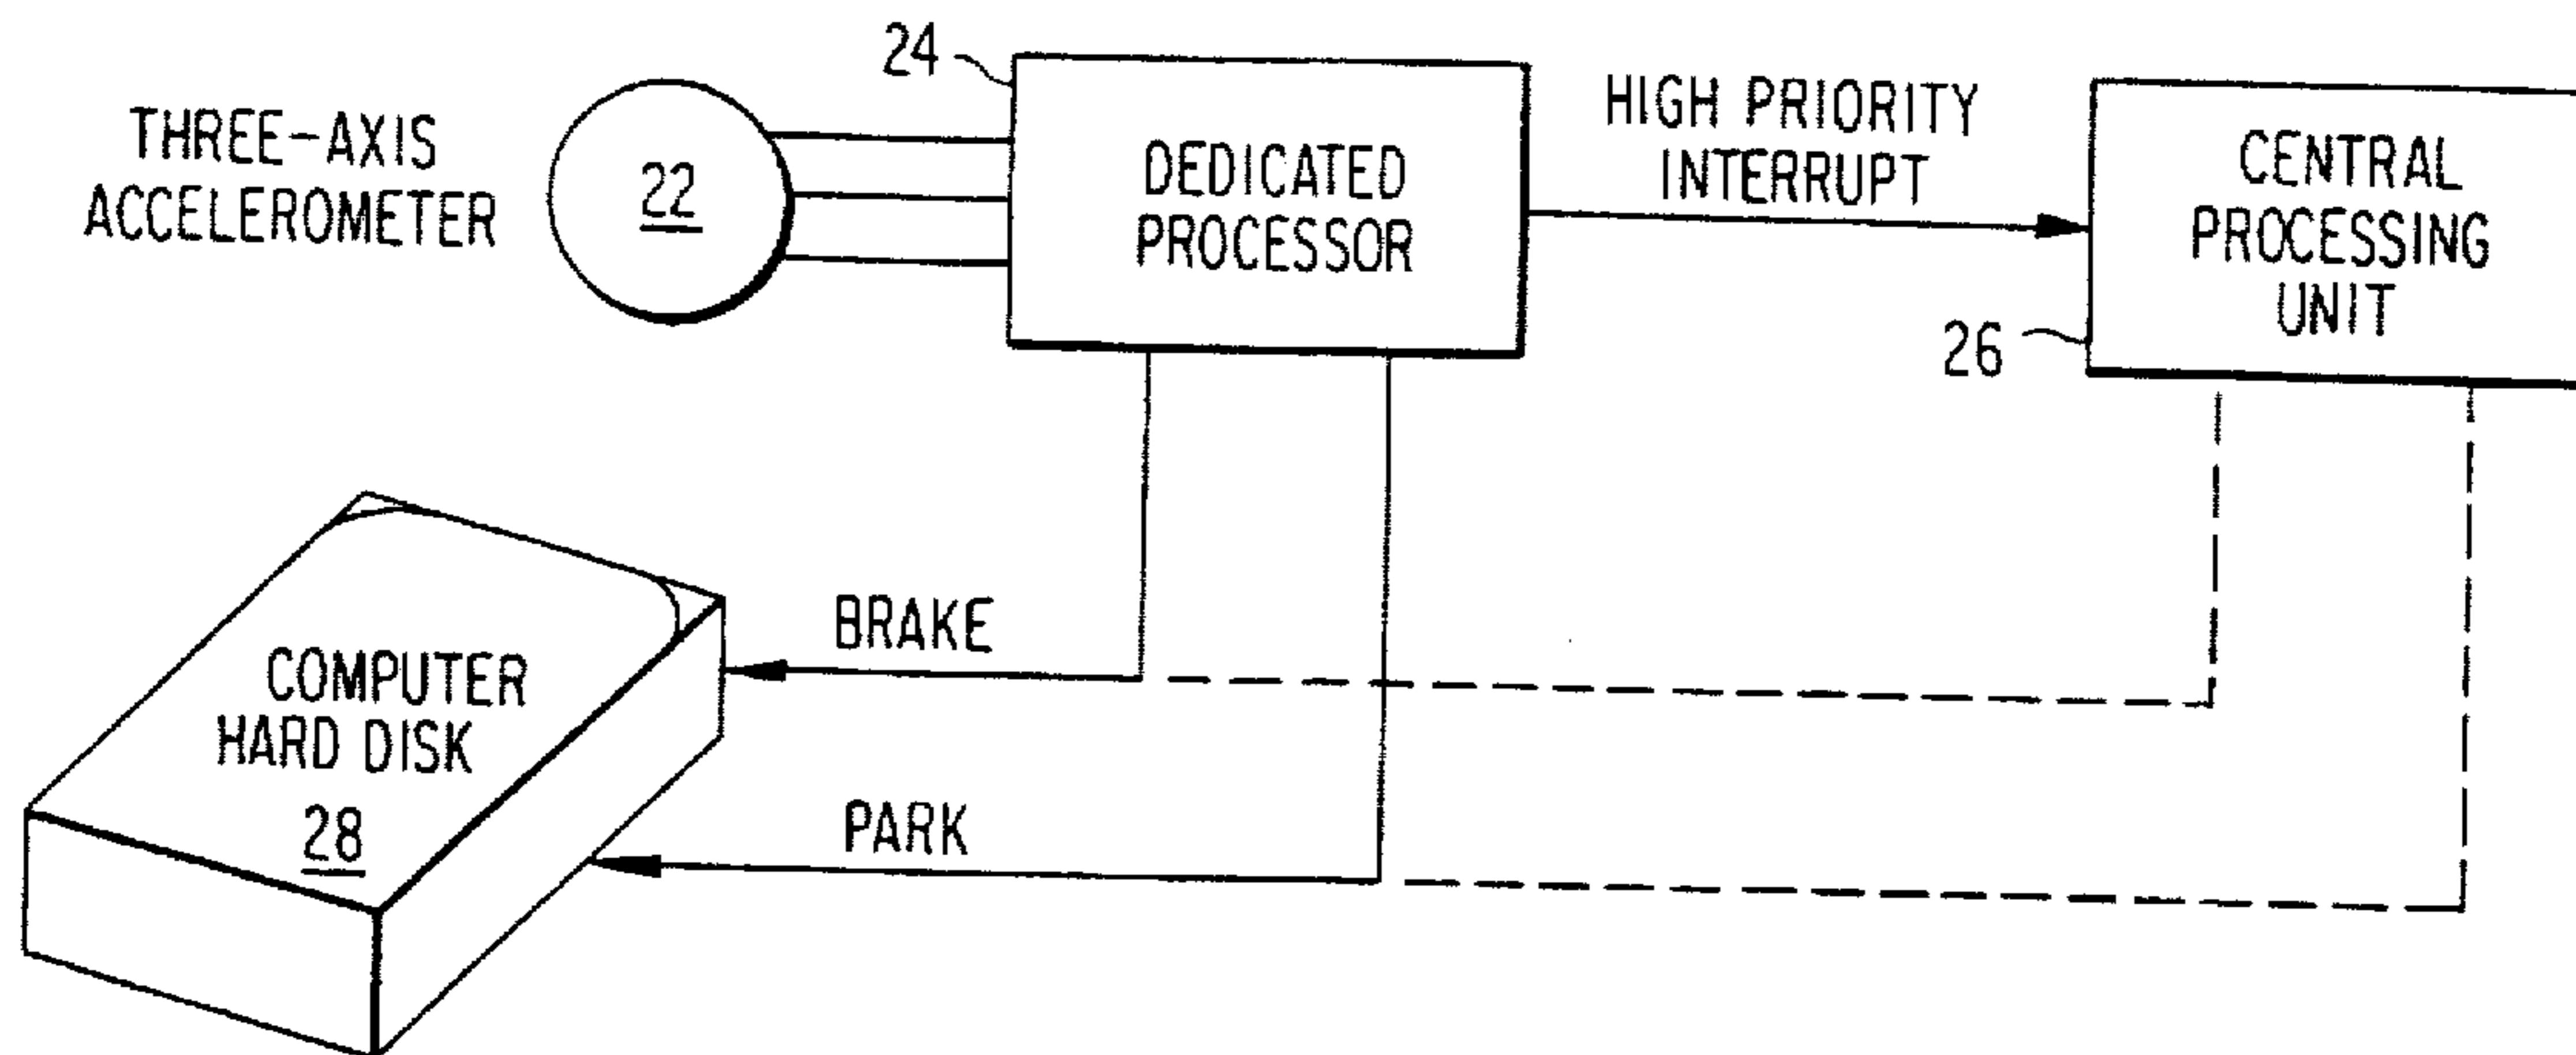 24
THREE-AXIS
ACCELEROMETER
22
DEDICATED
PROCESSOR
HIGH PRIORITY
INTERRUPT
CENTRAL
PROCESSING
UNIT
26
BRAKE
COMPUTER
HARD DISK
28
PARK